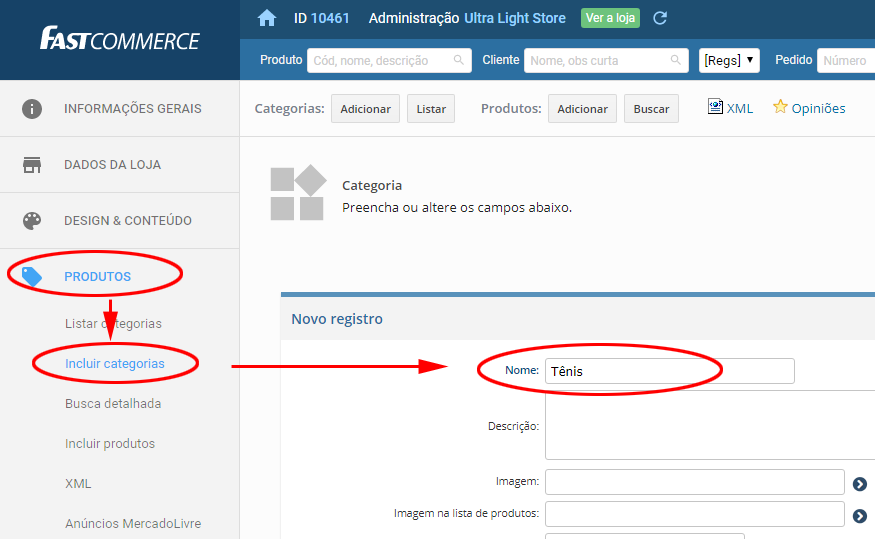 FASTCOMMERCE
ID 10461 Administração Ultra Light Store Ver a loja
Produto Cód, nome, descrição Cliente Nome, obs curta [Regs] Pedido Número
INFORMAÇÕES GERAIS
DADOS DA LOJA
DESIGN & CONTEÚDO
PRODUTOS
Listar categorias
Incluir categorias
Busca detalhada
Incluir produtos
XML
Anúncios MercadoLivre
Categorias: Adicionar Listar Produtos: Adicionar Buscar XML Opiniões
Categoria
Preencha ou altere os campos abaixo.
Novo registro
Nome: Tênis
Descrição:
Imagem:
Imagem na lista de produtos: